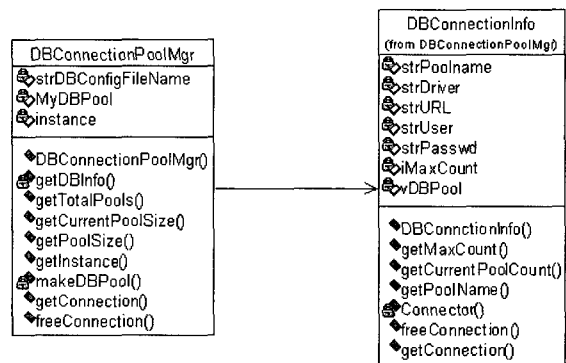 DBConnectionPoolMgr
strDBConfigFileName
MyDBPool
instance
DBConnectionPoolMgr()
getDBInfo()
getTotalPools()
getCurrentPoolSize()
getPoolSize()
getInstance()
makeDBPool()
getConnection()
freeConnection()
DBConnectionInfo
(from DBConnectionPoolMgr)
strPoolname
strDriver
strURL
strUser
strPasswd
iMaxCount
vDBPool
DBConnctionInfo()
getMaxCount()
getCurrentPoolCount()
getPoolName()
Connector()
freeConnection()
getConnection()